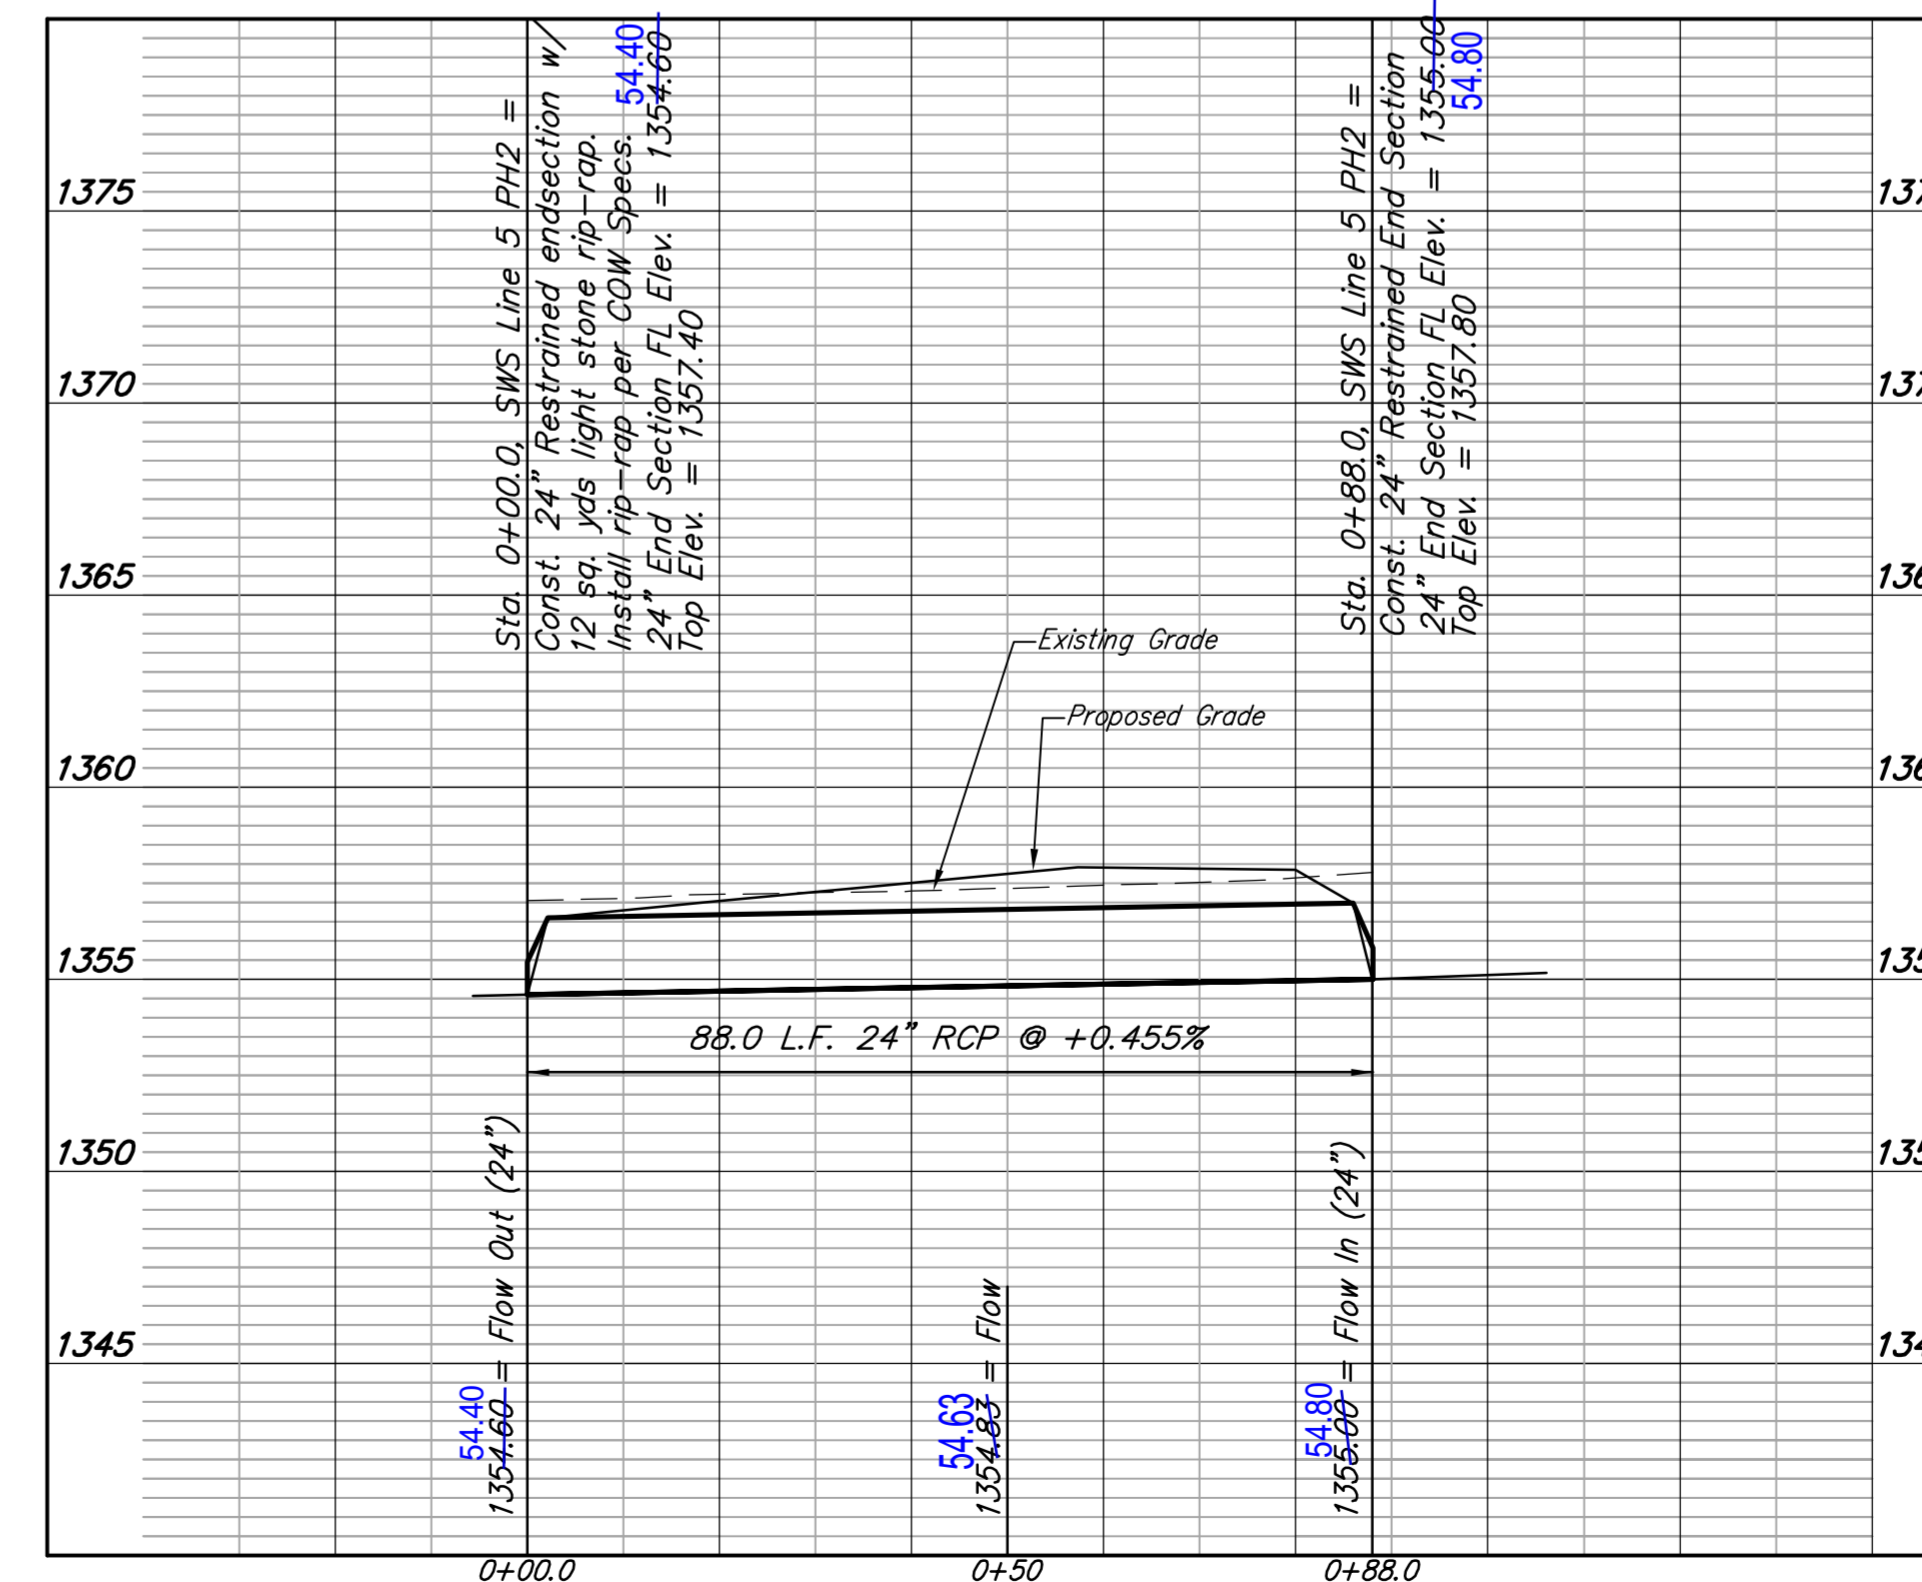 Sta. 0+00.0, SWS Line 5 PH2 =
Const. 24" Restrained endsection w/
12 sq. yds light stone rip-rap.
Install rip-rap per COW Specs.
54.40
24" End Section FL Elev. = 1354.60
Top Elev. = 1357.40
Sta. 0+88.0, SWS Line 5 PH2 =
Const. 24" Restrained End Section
24" End Section FL Elev. = 1355.00
54.80
Top Elev. = 1357.80
1375
1370
1365
1360
1355
1350
1345
Existing Grade
Proposed Grade
88.0 L.F. 24" RCP @ +0.455%
54.40
1354.60 = Flow Out (24")
54.63
1354.83 = Flow
54.80
1355.00 = Flow In (24")
0+00.0
0+50
0+88.0